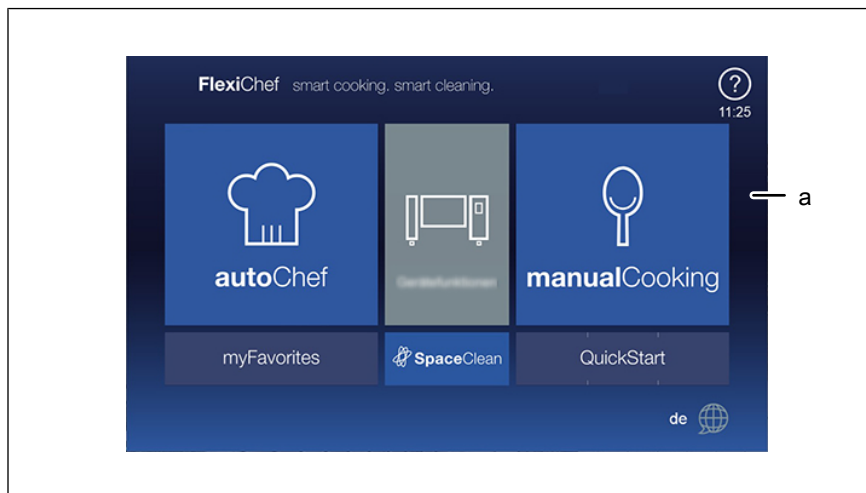 FlexiChef smart cooking. smart cleaning.
?
11:25
a
autoChef
manualCooking
myFavorites
SpaceClean
QuickStart
de